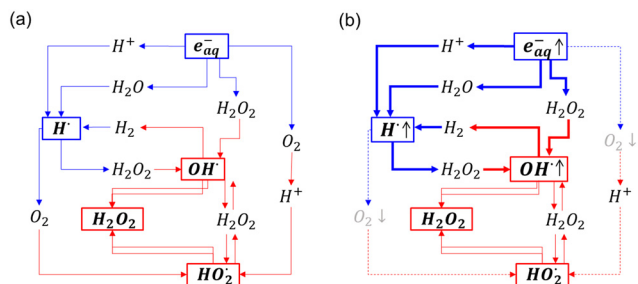 (a)
H⁺
e⁻aq
H₂O
H₂O₂
H·
H₂
O₂
H₂O₂
OH·
H⁺
O₂
H₂O₂
H₂O₂
HO₂·
(b)
H⁺
e⁻aq ↑
H₂O
H₂O₂
H· ↑
H₂
O₂ ↓
H₂O₂
OH· ↑
H⁺
O₂ ↓
H₂O₂
H₂O₂
HO₂·